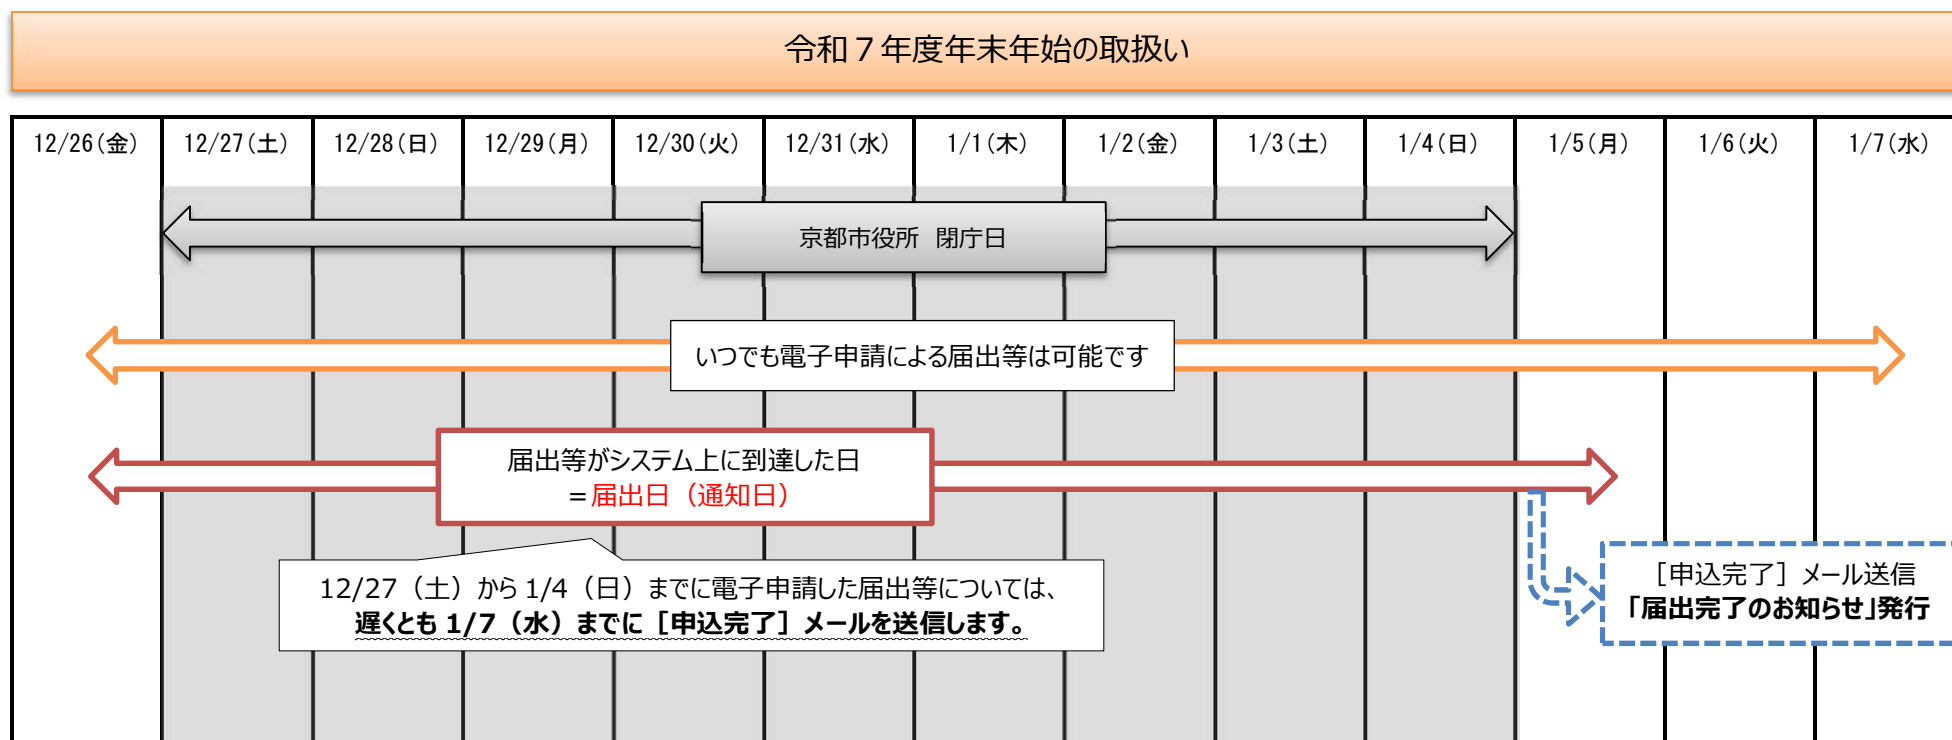 令和７年度年末年始の取扱い
12/26(金) 12/27(土) 12/28(日) 12/29(月) 12/30(火) 12/31(水) 1/1(木) 1/2(金) 1/3(土) 1/4(日) 1/5(月) 1/6(火) 1/7(水)
京都市役所　閉庁日
いつでも電子申請による届出等は可能です
届出等がシステム上に到達した日
＝届出日（通知日）
12/27（土）から 1/4（日）までに電子申請した届出等については、
遅くとも 1/7（水）までに［申込完了］メールを送信します。
［申込完了］メール送信
「届出完了のお知らせ」発行